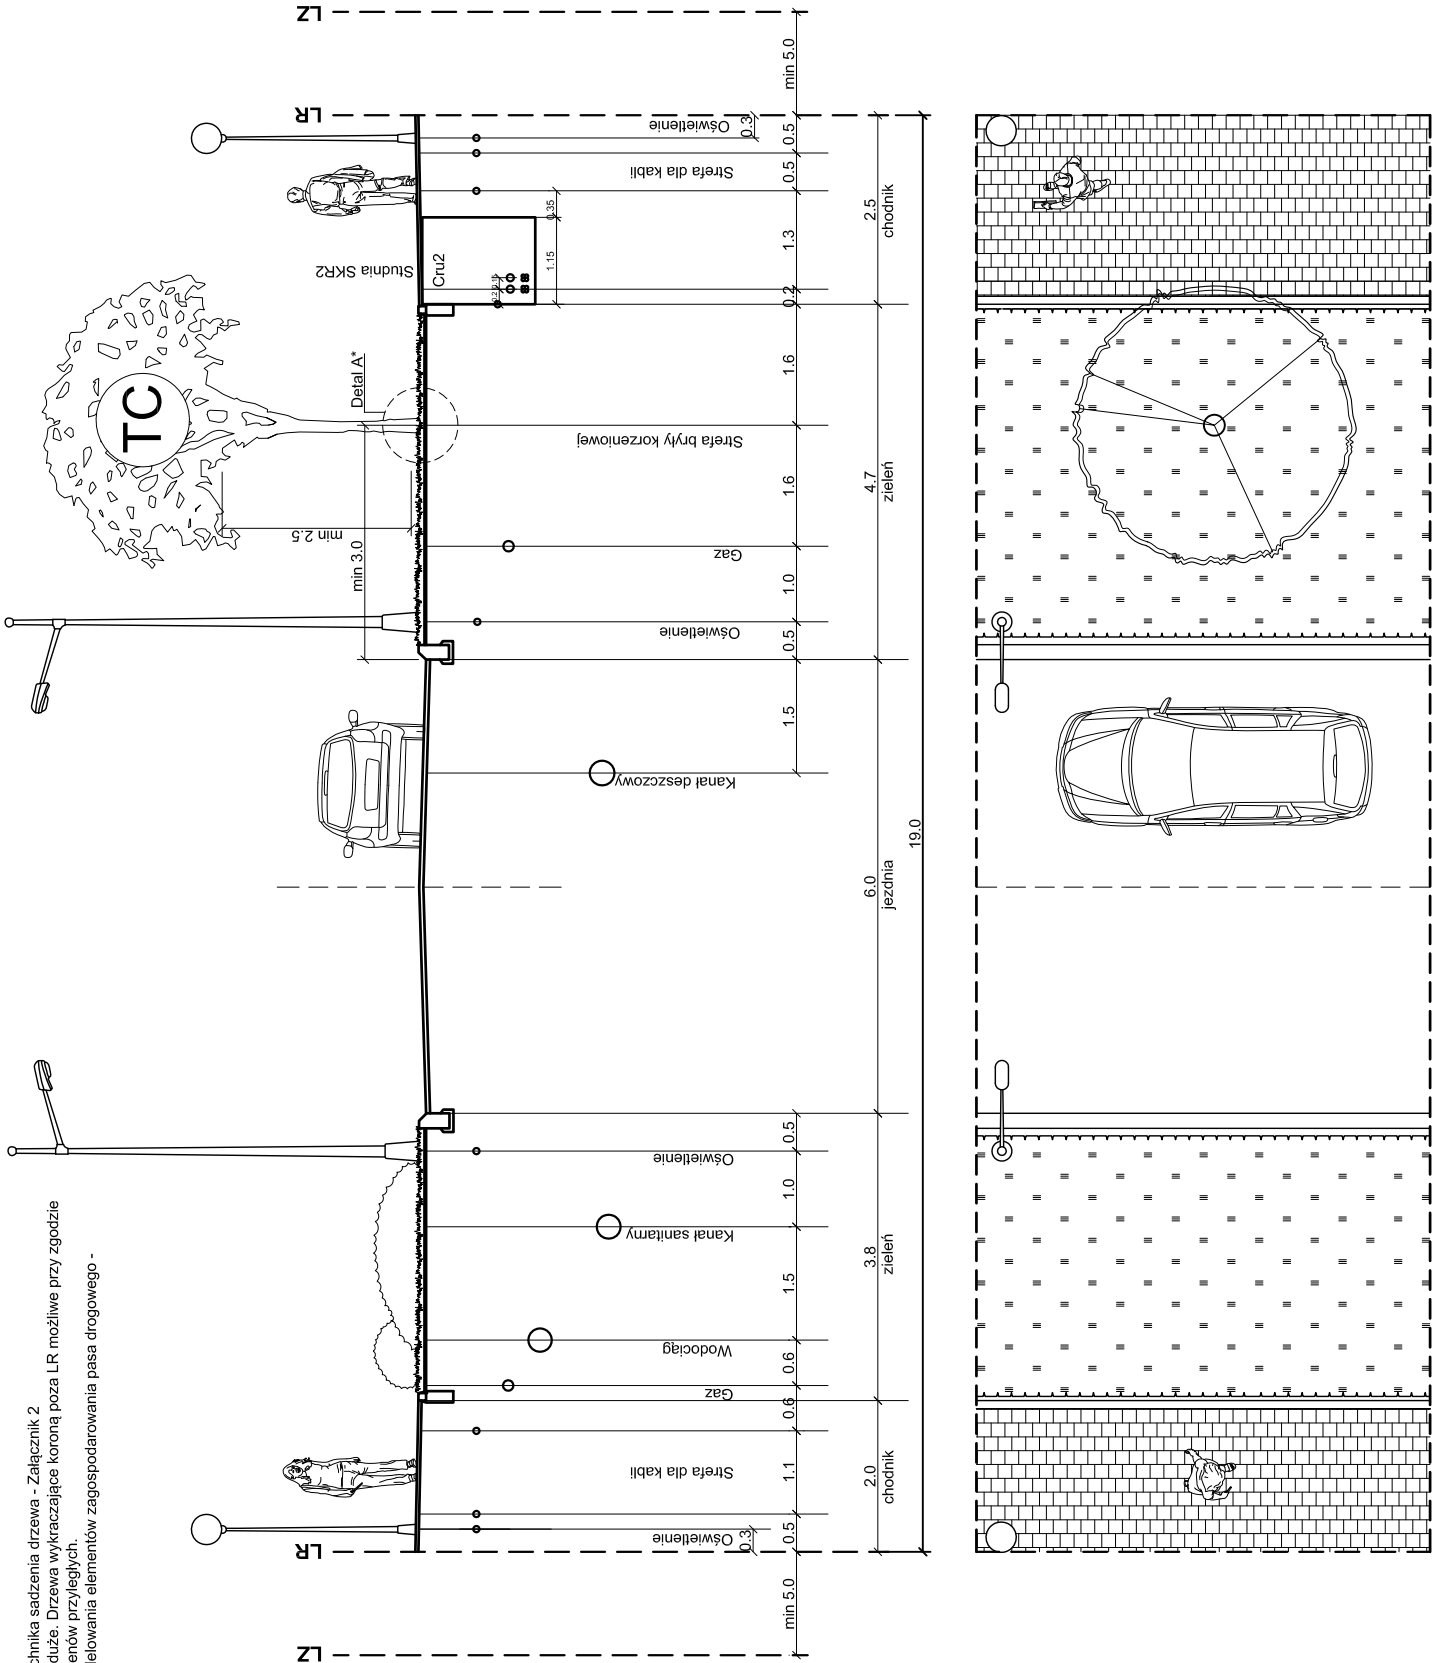 chnika sadzenia drzewa - Załącznik 2
duże. Drzewa wykraczające koroną poza LR możliwe przy zgodzie
enów przyległych.
delowania elementów zagospodarowania pasa drogowego -
TC
min 2.5
min 3.0
Detal A*
LZ
LR
LR
LZ
Studnia SKR2
Cru2
0.2
0.15
1.15
0.35
Oświetlenie
Strefa dla kabli
Gaz
Wodociąg
Kanał sanitarny
Oświetlenie
Kanał deszczowy
Oświetlenie
Gaz
Strefa bryły korzeniowej
Strefa dla kabli
Oświetlenie
0.3
0.3
min 5.0
0.5
1.1
0.6
0.6
1.5
1.0
0.5
1.5
0.5
1.0
1.6
1.6
0.2
1.3
0.5
0.5
min 5.0
2.0
chodnik
3.8
zieleń
6.0
jezdnia
4.7
zieleń
2.5
chodnik
19.0